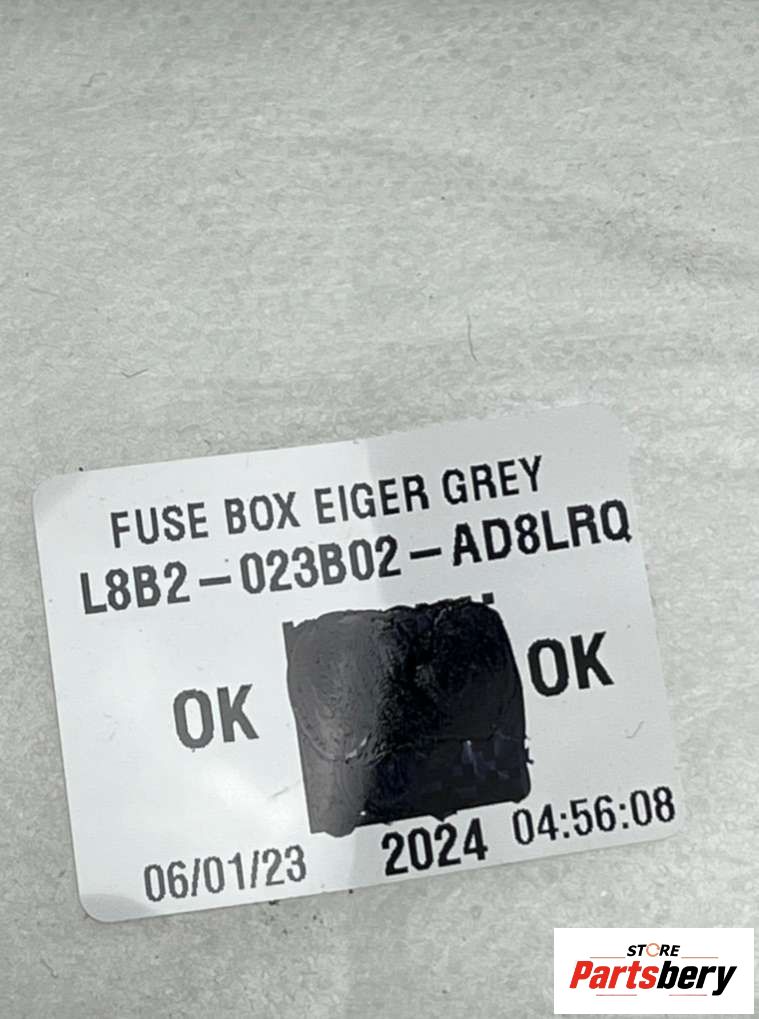 FUSE BOX EIGER GREY
L8B2-023B02-AD8LRQ
OK OK
06/01/23 2024 04:56:08
STORE
Partsbery